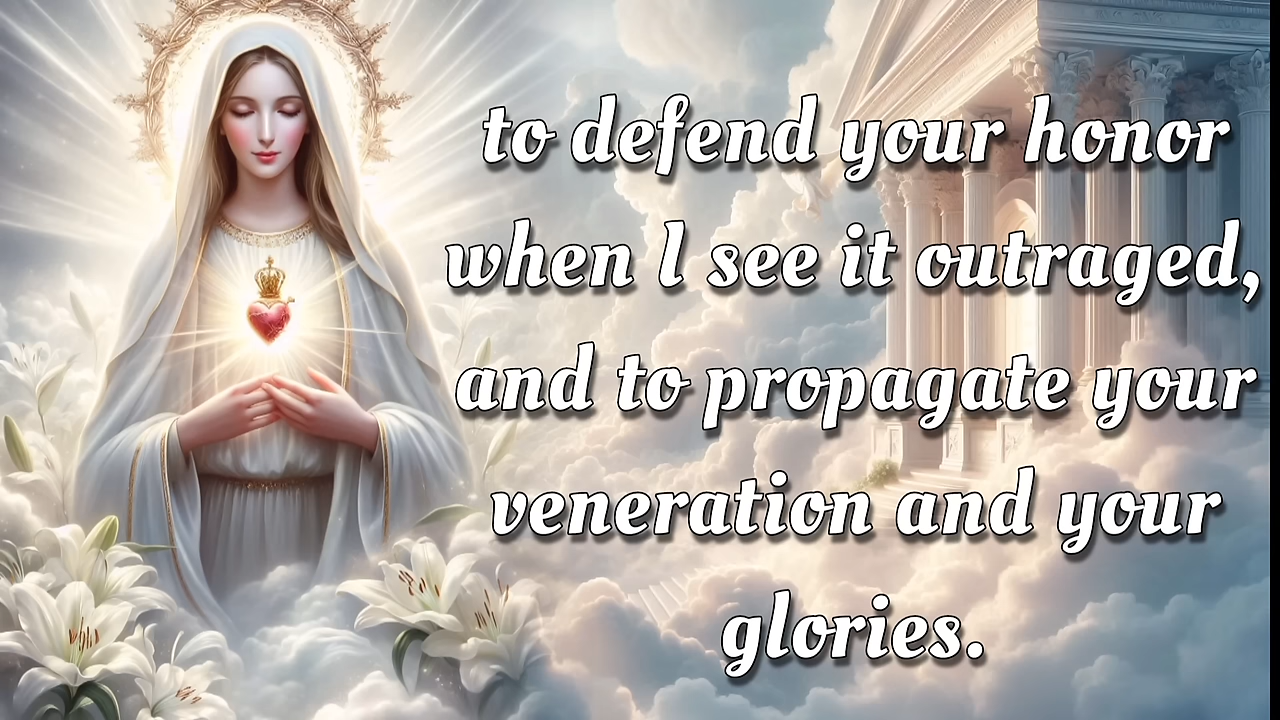 to defend your honor
when I see it outraged,
and to propagate your
veneration and your
glories.